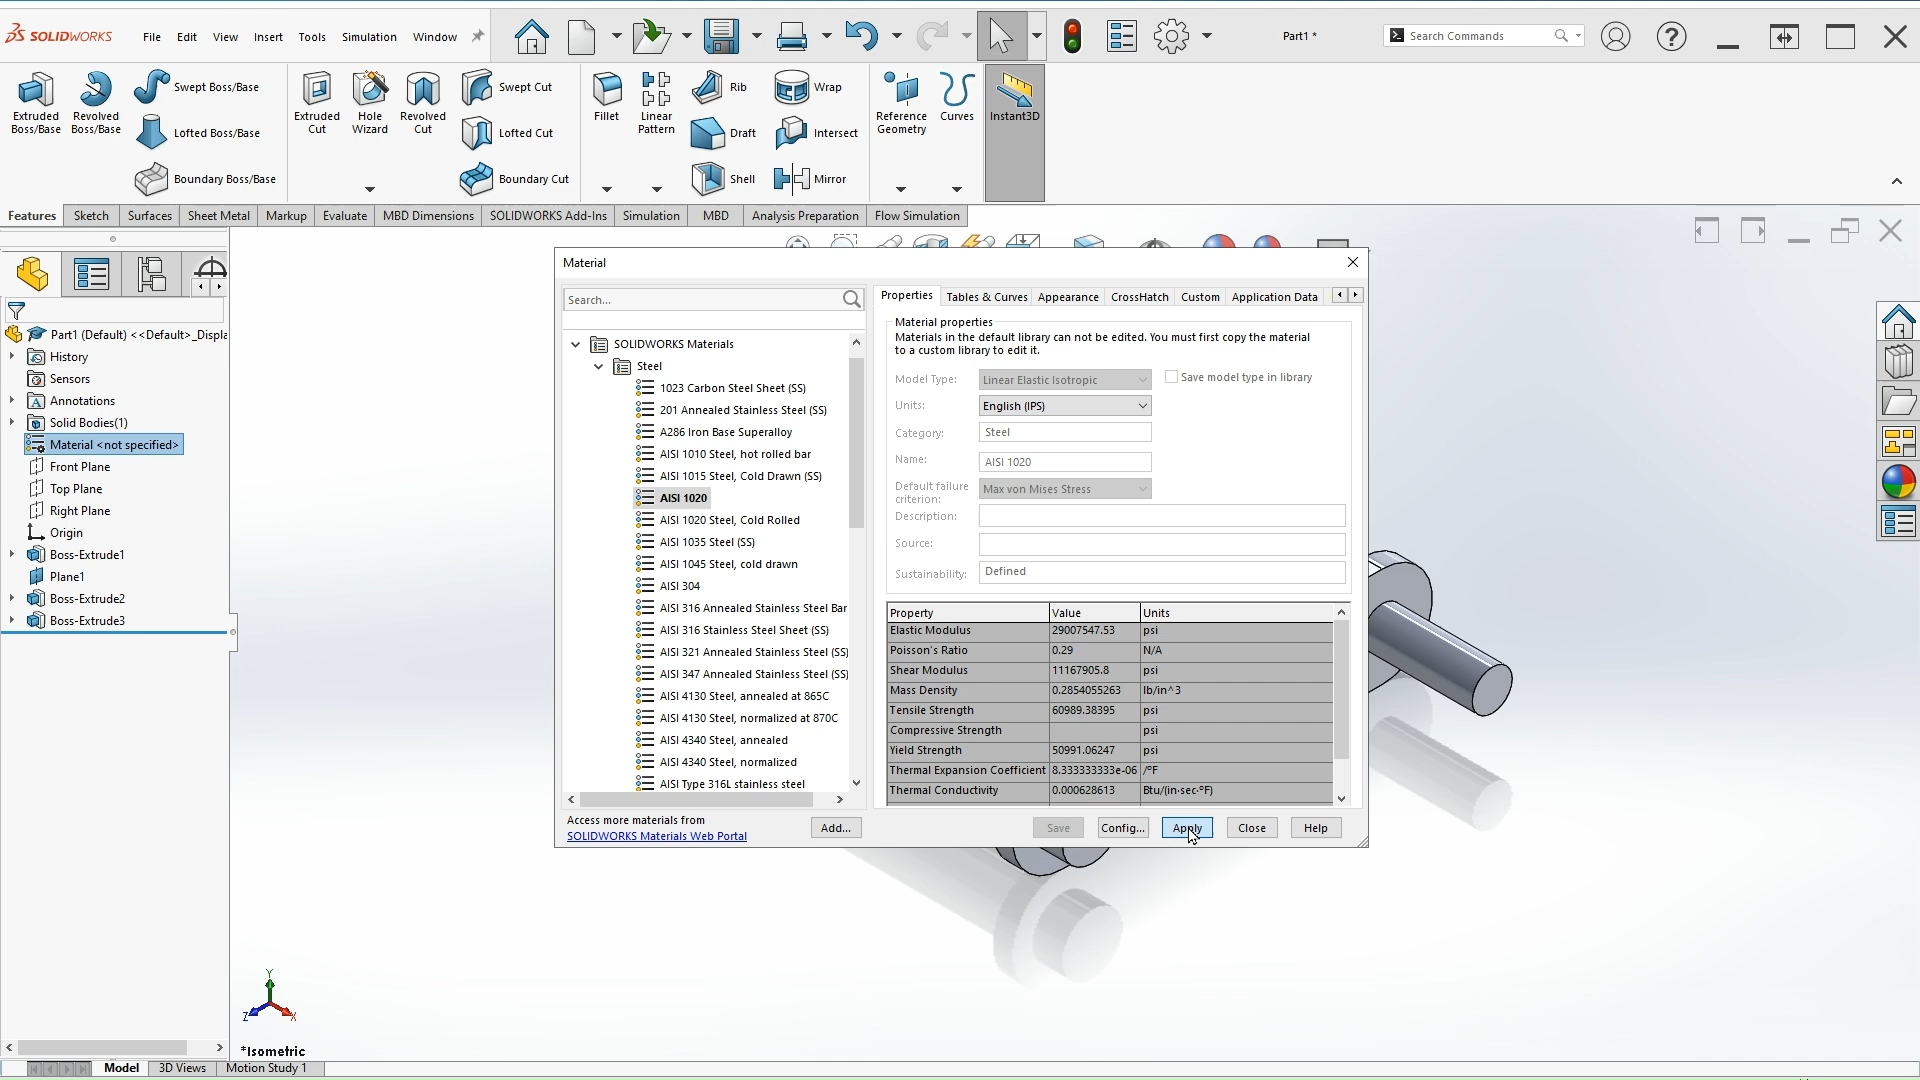 SOLIDWORKS
File Edit View Insert Tools Simulation Window
Part1 *
Search Commands
Extruded Boss/Base
Revolved Boss/Base
Swept Boss/Base
Lofted Boss/Base
Boundary Boss/Base
Extruded Cut
Hole Wizard
Revolved Cut
Swept Cut
Lofted Cut
Boundary Cut
Fillet
Linear Pattern
Rib
Draft
Shell
Wrap
Intersect
Mirror
Reference Geometry
Curves
Instant3D
Features Sketch Surfaces Sheet Metal Markup Evaluate MBD Dimensions SOLIDWORKS Add-Ins Simulation MBD Analysis Preparation Flow Simulation
Part1 (Default) <<Default>_Displa
History
Sensors
Annotations
Solid Bodies(1)
Material <not specified>
Front Plane
Top Plane
Right Plane
Origin
Boss-Extrude1
Plane1
Boss-Extrude2
Boss-Extrude3
Material
Search...
SOLIDWORKS Materials
Steel
1023 Carbon Steel Sheet (SS)
201 Annealed Stainless Steel (SS)
A286 Iron Base Superalloy
AISI 1010 Steel, hot rolled bar
AISI 1015 Steel, Cold Drawn (SS)
AISI 1020
AISI 1020 Steel, Cold Rolled
AISI 1035 Steel (SS)
AISI 1045 Steel, cold drawn
AISI 304
AISI 316 Annealed Stainless Steel Bar
AISI 316 Stainless Steel Sheet (SS)
AISI 321 Annealed Stainless Steel (SS)
AISI 347 Annealed Stainless Steel (SS)
AISI 4130 Steel, annealed at 865C
AISI 4130 Steel, normalized at 870C
AISI 4340 Steel, annealed
AISI 4340 Steel, normalized
AISI Type 316L stainless steel
Access more materials from
SOLIDWORKS Materials Web Portal
Add...
Properties Tables & Curves Appearance CrossHatch Custom Application Data
Material properties
Materials in the default library can not be edited. You must first copy the material
to a custom library to edit it.
Model Type: Linear Elastic Isotropic Save model type in library
Units: English (IPS)
Category: Steel
Name: AISI 1020
Default failure criterion: Max von Mises Stress
Description:
Source:
Sustainability: Defined
Property Value Units
Elastic Modulus 29007547.53 psi
Poisson's Ratio 0.29 N/A
Shear Modulus 11167905.8 psi
Mass Density 0.2854055263 lb/in^3
Tensile Strength 60989.38395 psi
Compressive Strength psi
Yield Strength 50991.06247 psi
Thermal Expansion Coefficient 8.333333333e-06 /°F
Thermal Conductivity 0.000628613 Btu/(in·sec·°F)
Save Config... Apply Close Help
Y
Z
X
*Isometric
Model 3D Views Motion Study 1